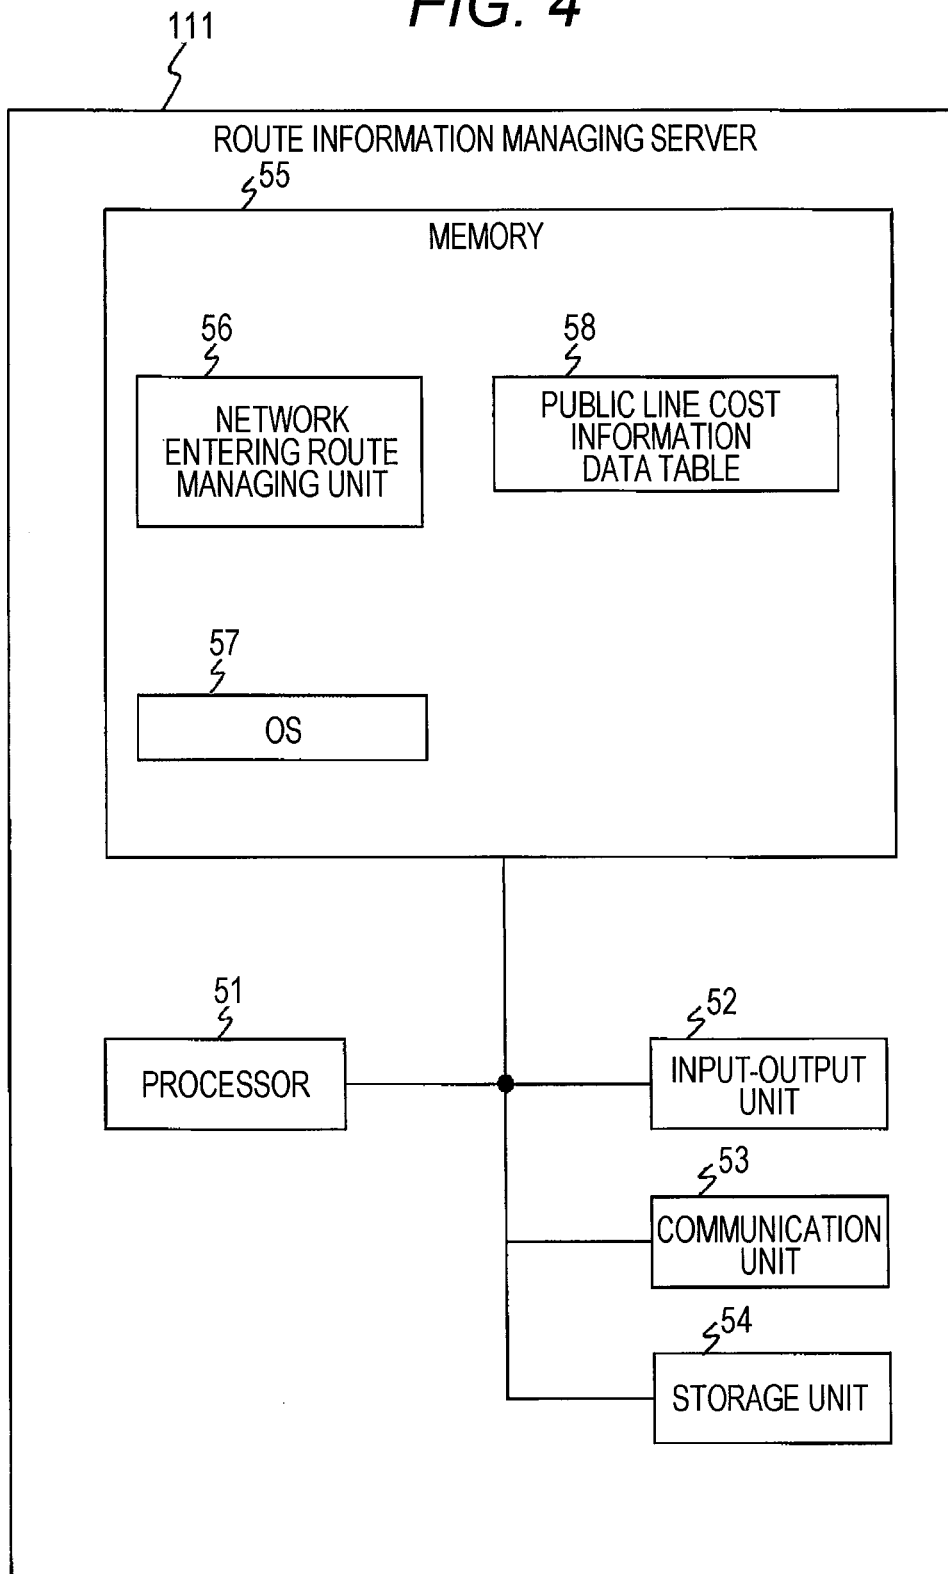 FIG. 4
111
ROUTE INFORMATION MANAGING SERVER
55
MEMORY
56
NETWORK
ENTERING ROUTE
MANAGING UNIT
58
PUBLIC LINE COST
INFORMATION
DATA TABLE
57
OS
51
PROCESSOR
52
INPUT-OUTPUT
UNIT
53
COMMUNICATION
UNIT
54
STORAGE UNIT